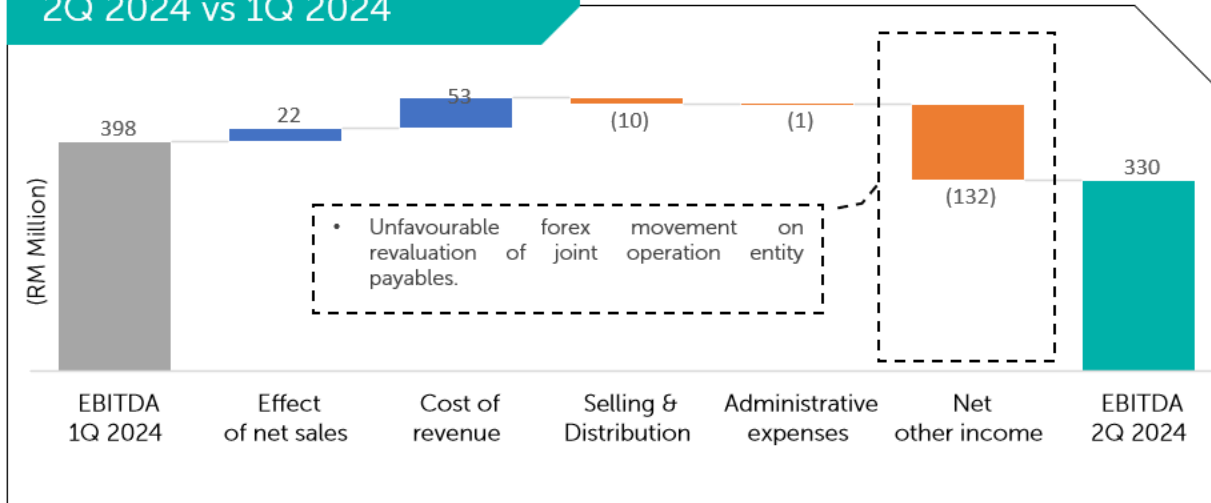 2Q 2024 vs 1Q 2024
(RM Million)
398
22
53
(10)
(1)
(132)
330
• Unfavourable forex movement on
revaluation of joint operation entity
payables.
EBITDA
1Q 2024
Effect
of net sales
Cost of
revenue
Selling &
Distribution
Administrative
expenses
Net
other income
EBITDA
2Q 2024